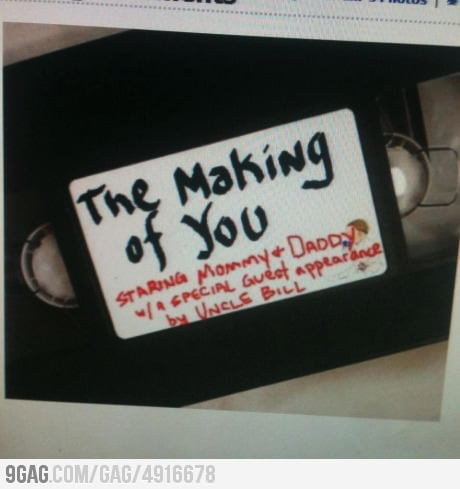 The Making
of You
STARING MOMMY & DADDY
w/ A SPECIAL GUEST appearance
by UNCLE BILL
9GAG.COM/GAG/4916678